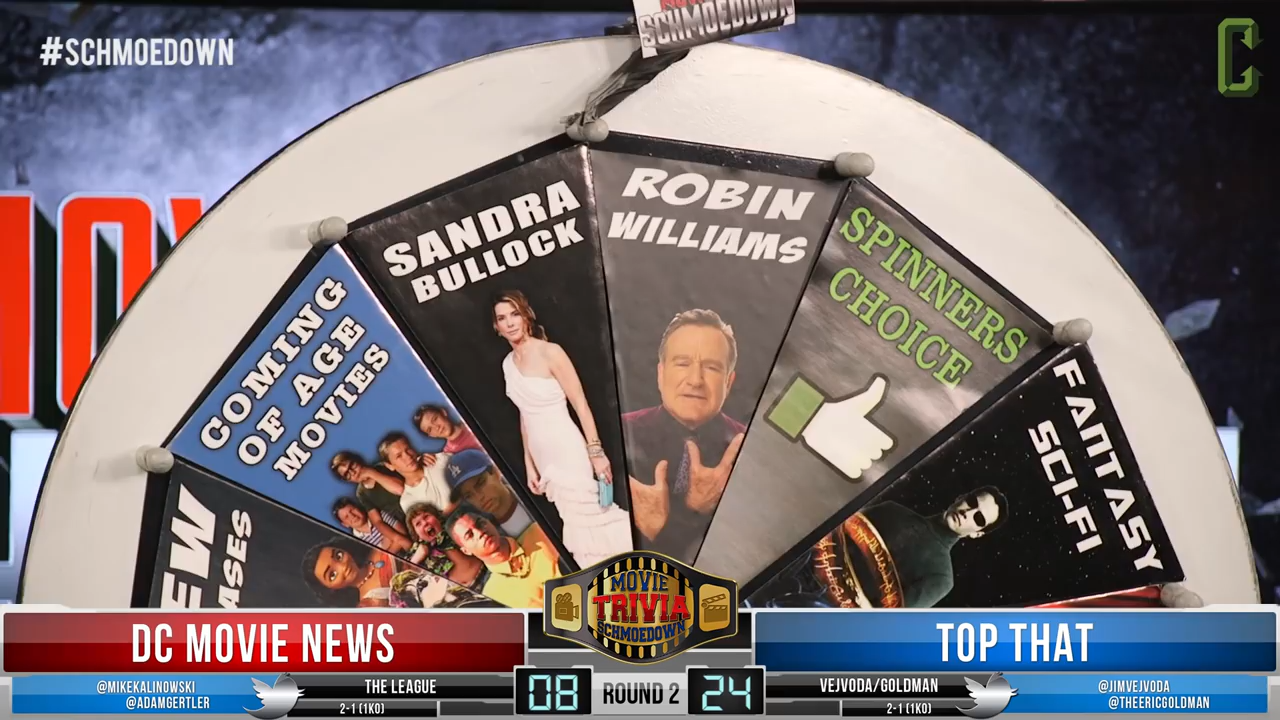 #SCHMOEDOWN
SCHMOEDOWN
SANDRA
BULLOCK
ROBIN
WILLIAMS
SPINNERS
CHOICE
COMING
OF AGE
MOVIES
FANTASY
SCI-FI
EW
ASES
MOVIE
TRIVIA
SCHMOEDOWN
DC MOVIE NEWS
TOP THAT
@MIKEKALINOWSKI
@ADAMGERTLER
THE LEAGUE
2-1 (1KO)
08
ROUND 2
24
VEJVODA/GOLDMAN
2-1 (1KO)
@JIMVEJVODA
@THEERICGOLDMAN